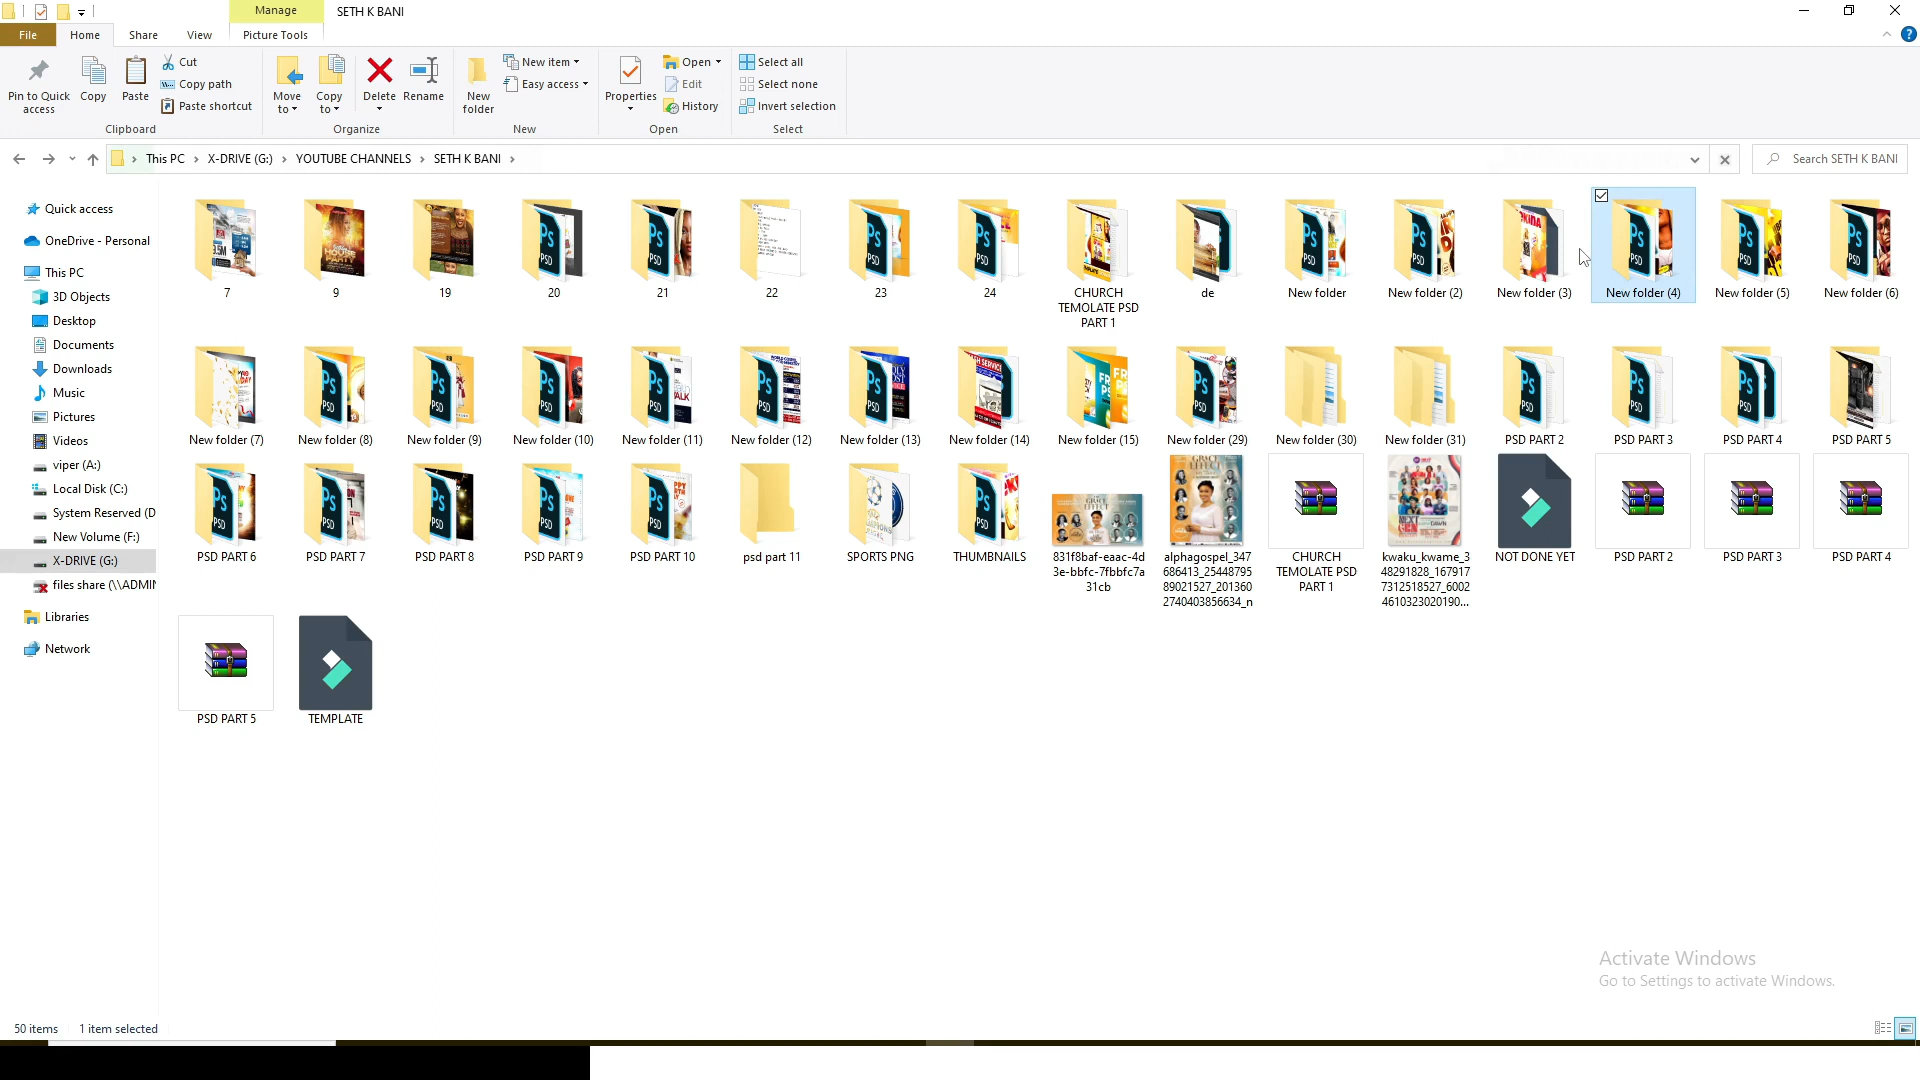 Manage
SETH K BANI
File
Home
Share
View
Picture Tools
Pin to Quick access
Copy
Paste
Cut
Copy path
Paste shortcut
Clipboard
Move to
Copy to
Delete
Rename
Organize
New folder
New item
Easy access
New
Properties
Open
Edit
History
Open
Select all
Select none
Invert selection
Select
This PC
X-DRIVE (G:)
YOUTUBE CHANNELS
SETH K BANI
Search SETH K BANI
Quick access
OneDrive - Personal
This PC
3D Objects
Desktop
Documents
Downloads
Music
Pictures
Videos
viper (A:)
Local Disk (C:)
System Reserved (D
New Volume (F:)
X-DRIVE (G:)
files share (\\ADMIN
Libraries
Network
7
9
19
20
21
22
23
24
CHURCH
TEMOLATE PSD
PART 1
de
New folder
New folder (2)
New folder (3)
New folder (4)
New folder (5)
New folder (6)
New folder (7)
New folder (8)
New folder (9)
New folder (10)
New folder (11)
New folder (12)
New folder (13)
New folder (14)
New folder (15)
New folder (29)
New folder (30)
New folder (31)
PSD PART 2
PSD PART 3
PSD PART 4
PSD PART 5
PSD PART 6
PSD PART 7
PSD PART 8
PSD PART 9
PSD PART 10
psd part 11
SPORTS PNG
THUMBNAILS
831f8baf-eaac-4d
3e-bbfc-7fbbfc7a
31cb
alphagospel_347
686413_25448795
89021527_201360
2740403856634_n
CHURCH
TEMOLATE PSD
PART 1
kwaku_kwame_3
48291828_167917
7312518527_6002
4610323020190...
NOT DONE YET
PSD PART 2
PSD PART 3
PSD PART 4
PSD PART 5
TEMPLATE
Activate Windows
Go to Settings to activate Windows.
50 items
1 item selected